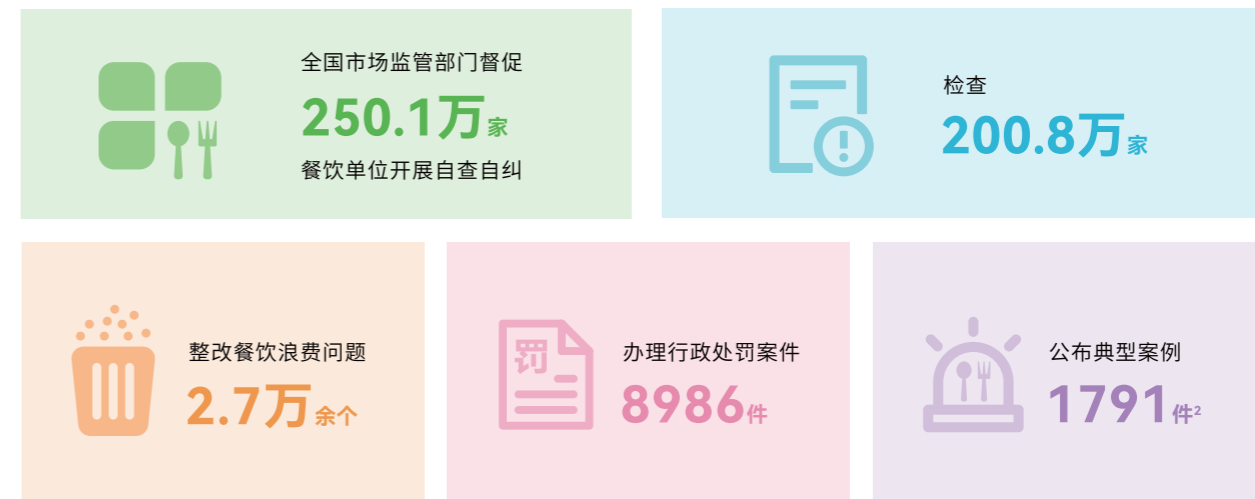 全国市场监管部门督促
250.1万家
餐饮单位开展自查自纠
检查
200.8万家
整改餐饮浪费问题
2.7万余个
罚
办理行政处罚案件
8986件
公布典型案例
1791件²